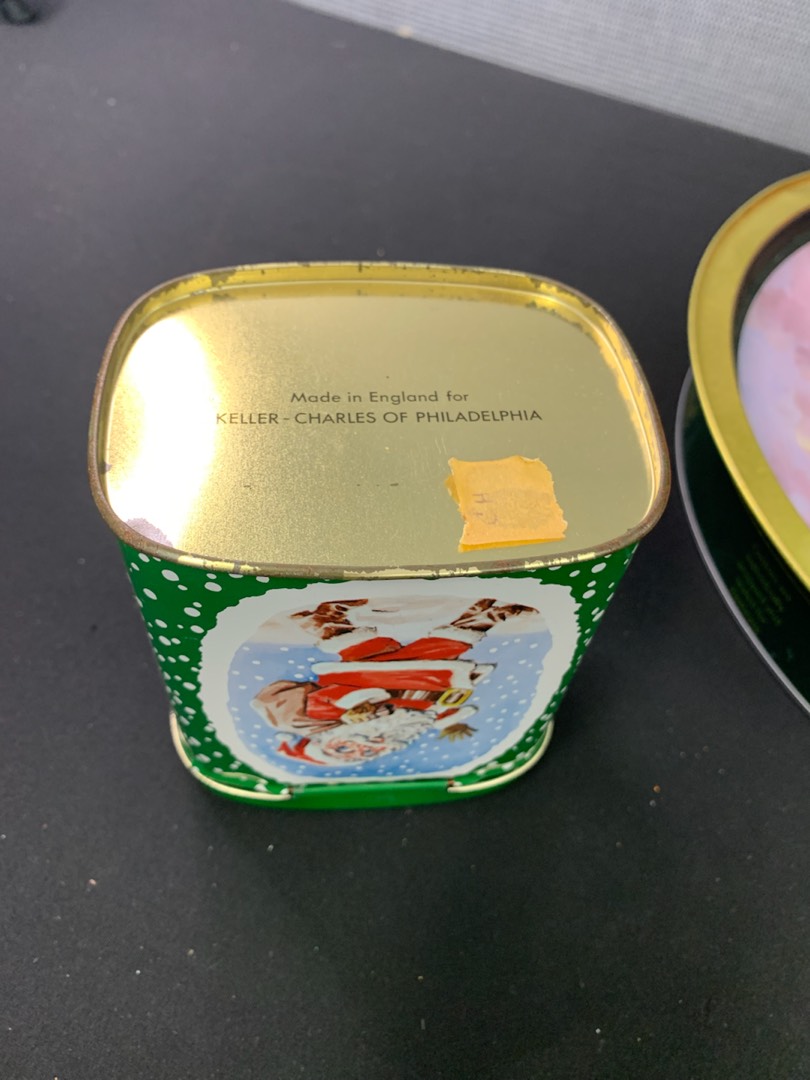 Made in England for
KELLER-CHARLES OF PHILADELPHIA